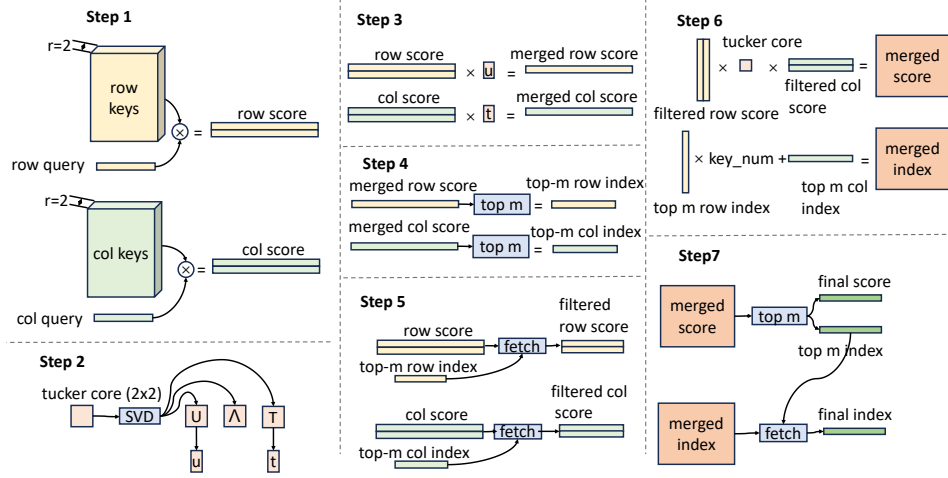 Step 1
r=2
row
keys
row score
×
=
row query
r=2
col keys
col score
×
=
col query
Step 2
tucker core (2x2)
SVD
U
Λ
T
u
t
Step 3
row score
merged row score
× u =
col score
merged col score
× t =
Step 4
merged row score
top-m row index
top m =
merged col score
top-m col index
top m =
Step 5
filtered
row score
row score
fetch
top-m row index
filtered col
score
col score
fetch
top-m col index
Step 6
tucker core
× × =
merged
score
filtered col
score
filtered row score
× key_num + =
merged
index
top m col
index
top m row index
Step7
final score
merged
score
top m
top m index
merged
index
fetch
final index